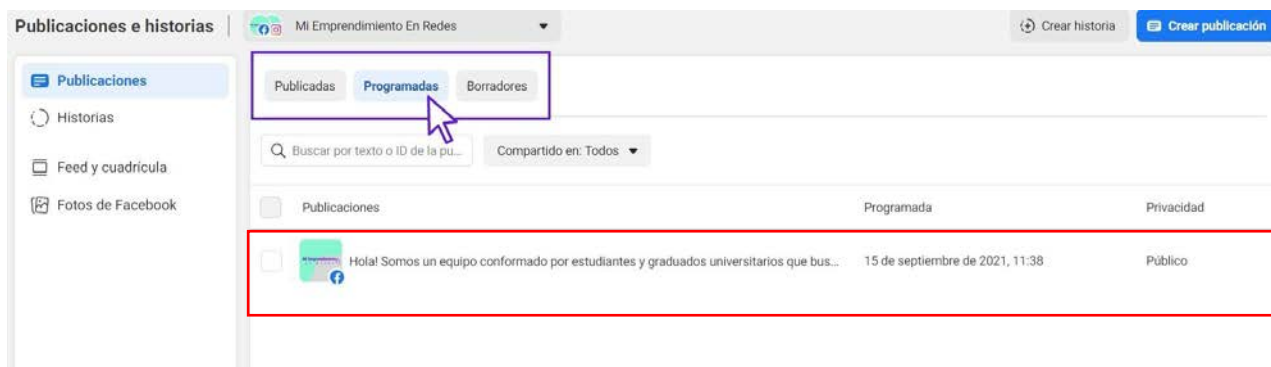 Publicaciones e historias
Mi Emprendimiento En Redes
Crear historia
Crear publicación
Publicaciones
Historias
Feed y cuadrícula
Fotos de Facebook
Publicadas
Programadas
Borradores
Buscar por texto o ID de la pu...
Compartido en: Todos
Publicaciones
Programada
Privacidad
Hola! Somos un equipo conformado por estudiantes y graduados universitarios que bus...
15 de septiembre de 2021, 11:38
Público